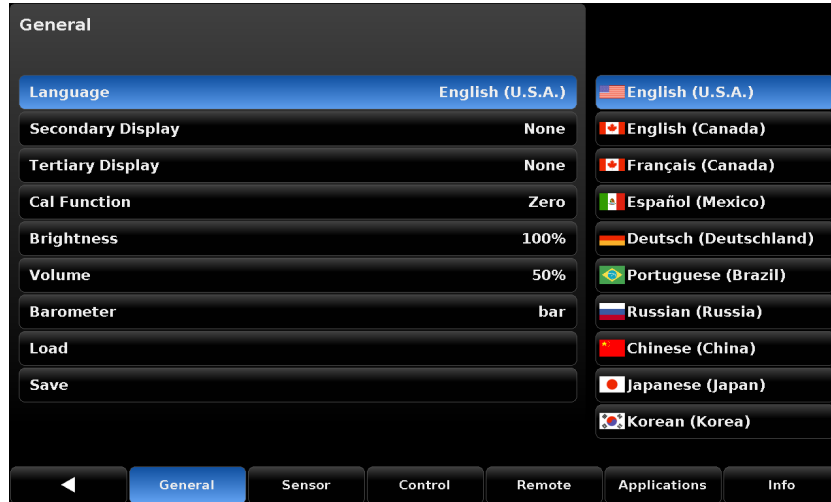 General
Language English (U.S.A.)
Secondary Display None
Tertiary Display None
Cal Function Zero
Brightness 100%
Volume 50%
Barometer bar
Load
Save
English (U.S.A.)
English (Canada)
Français (Canada)
Español (Mexico)
Deutsch (Deutschland)
Portuguese (Brazil)
Russian (Russia)
Chinese (China)
Japanese (Japan)
Korean (Korea)
General Sensor Control Remote Applications Info